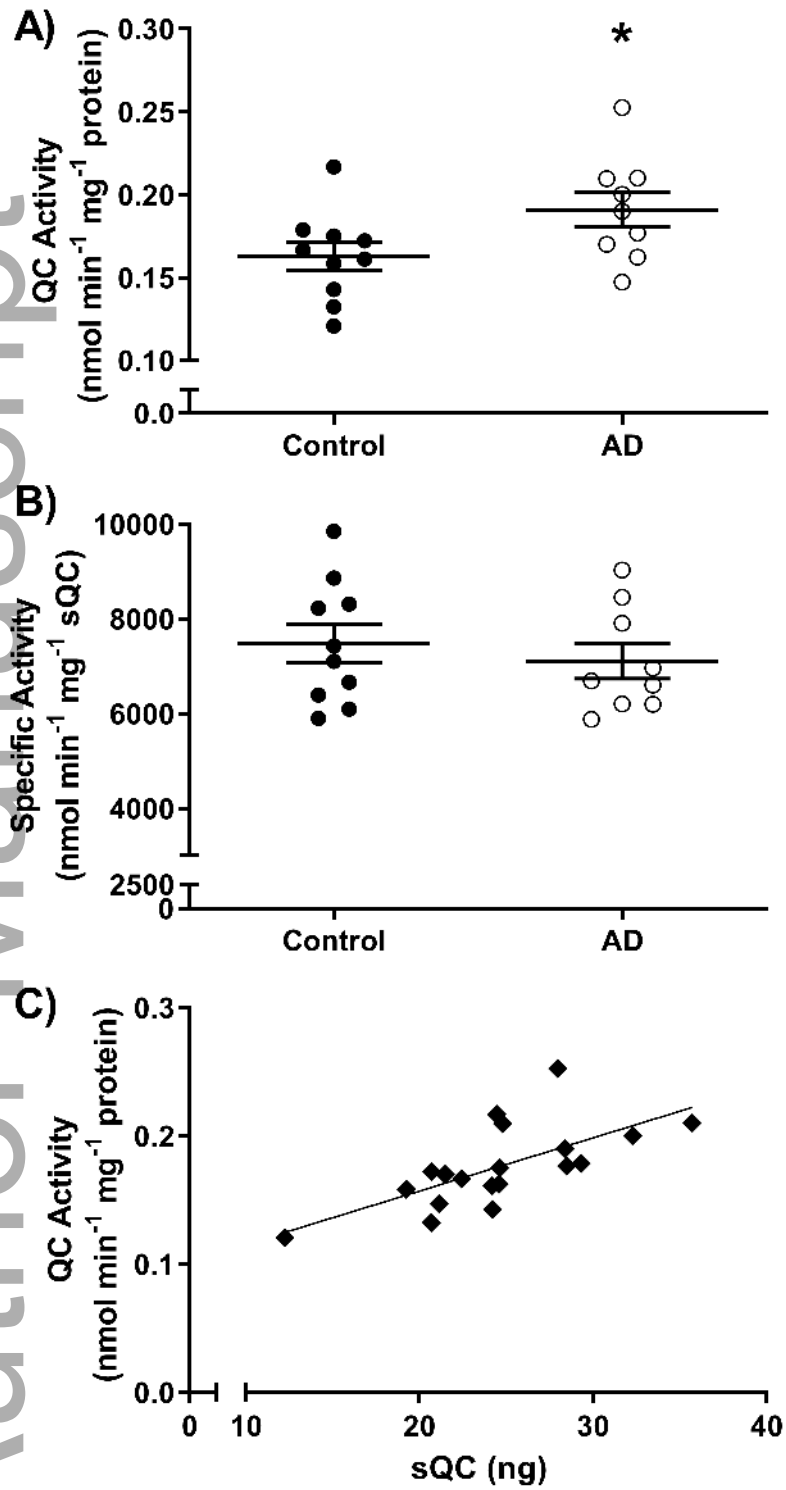 A)
QC Activity
(nmol min-1 mg-1 protein)
0.30
*
0.25
0.20
0.15
0.10
0.0
Control
AD
B)
Specific Activity
(nmol min-1 mg-1 sQC)
10000
8000
6000
4000
2500
0
Control
AD
C)
QC Activity
(nmol min-1 mg-1 protein)
0.3
0.2
0.1
0.0
0
10
20
30
40
sQC (ng)